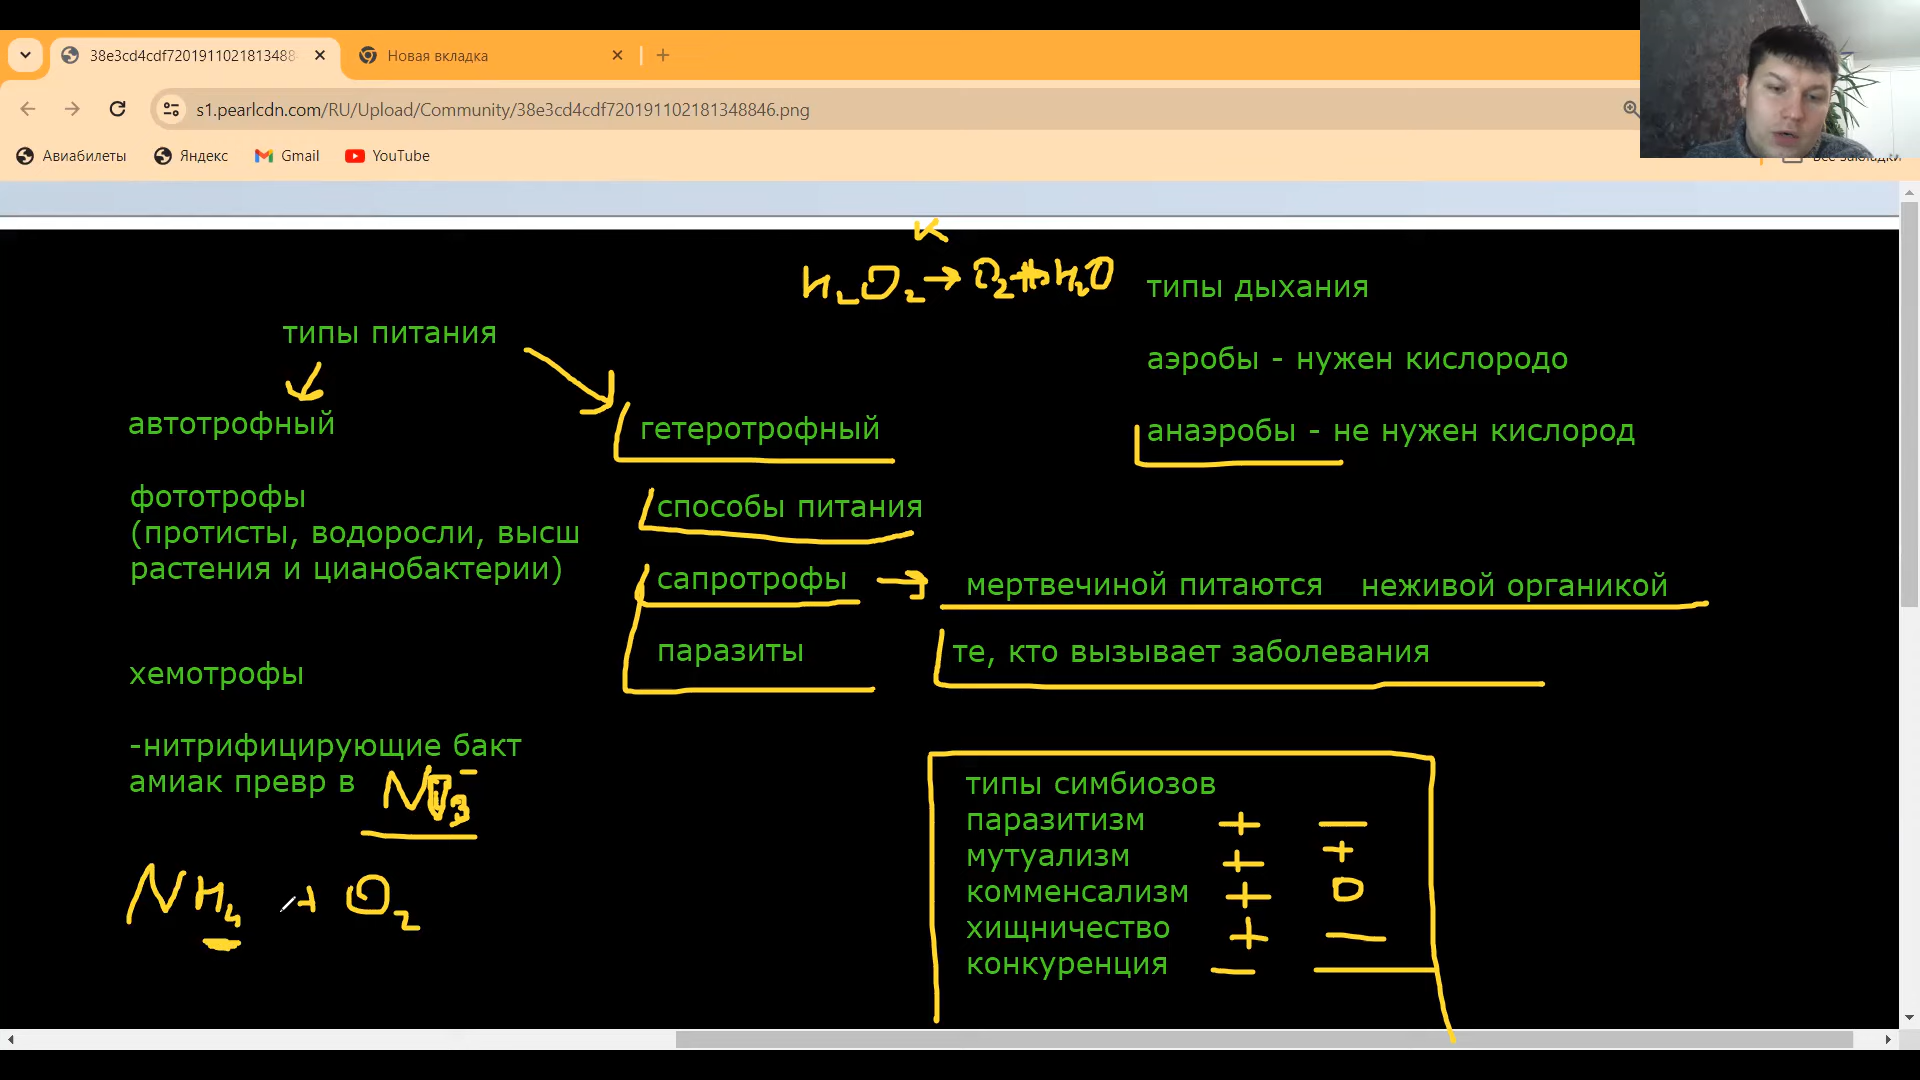 38e3cd4cdf72019110218134884
Новая вкладка
s1.pearlcdn.com/RU/Upload/Community/38e3cd4cdf720191102181348846.png
Авиабилеты
Яндекс
Gmail
YouTube
Все закладки
K
H₂O₂ → O₂ + H₂O
типы дыхания
типы питания
аэробы - нужен кислородо
автотрофный
гетеротрофный
анаэробы - не нужен кислород
фототрофы
(протисты, водоросли, высш
растения и цианобактерии)
способы питания
сапротрофы → мертвечиной питаются неживой органикой
паразиты
те, кто вызывает заболевания
хемотрофы
-нитрифицирующие бакт
амиак превр в
NH₄ + O₂
типы симбиозов
паразитизм + −
мутуализм + +
комменсализм + 0
хищничество + −
конкуренция − −